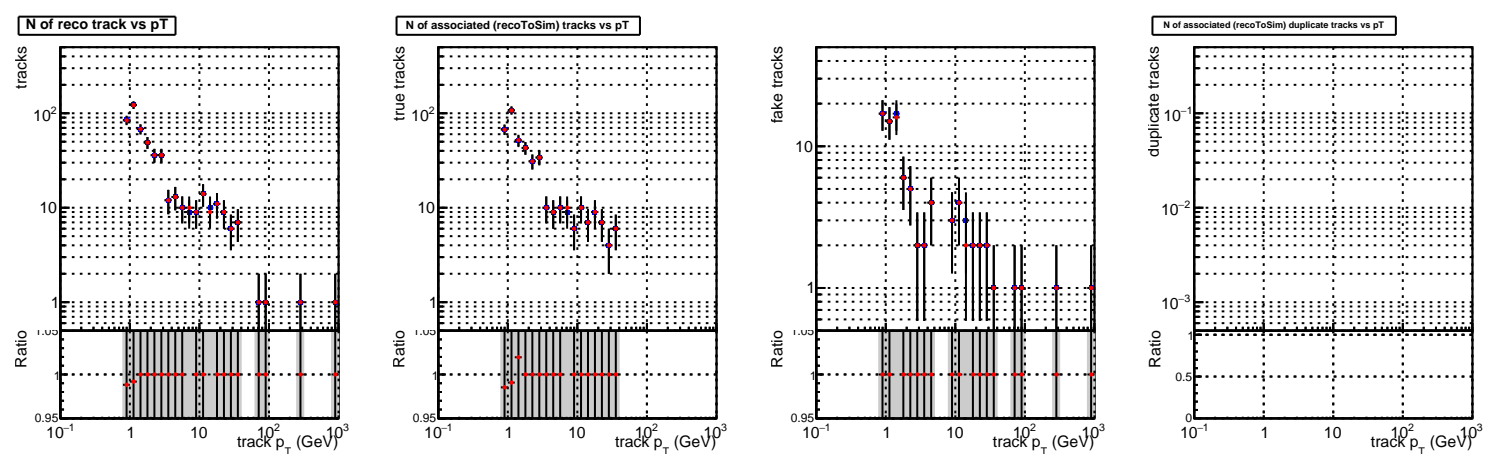 N of reco track vs pT
tracks
10²
10
1
1.05
Ratio
1
0.95
10⁻¹ 1 10 10² 10³
track p_T (GeV)
N of associated (recoToSim) tracks vs pT
true tracks
10²
10
1
1.05
Ratio
1
0.95
10⁻¹ 1 10 10² 10³
track p_T (GeV)
fake tracks
10
1
1.05
Ratio
1
0.95
10⁻¹ 1 10 10² 10³
track p_T (GeV)
N of associated (recoToSim) duplicate tracks vs pT
duplicate tracks
10⁻¹
10⁻²
10⁻³
Ratio
1
0.5
0
10⁻¹ 1 10 10² 10³
track p_T (GeV)